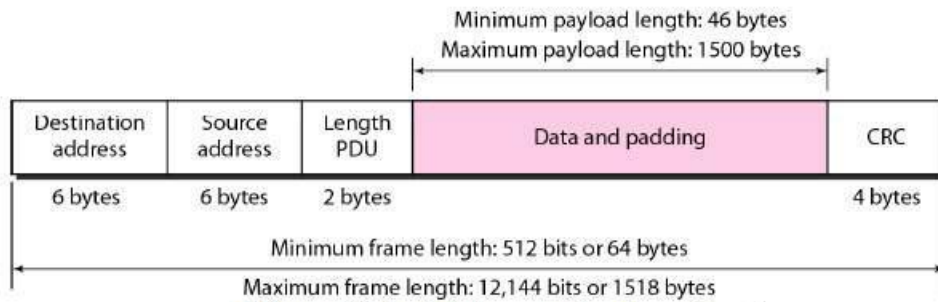 Minimum payload length: 46 bytes
Maximum payload length: 1500 bytes
Destination address
Source address
Length PDU
Data and padding
CRC
6 bytes
6 bytes
2 bytes
4 bytes
Minimum frame length: 512 bits or 64 bytes
Maximum frame length: 12,144 bits or 1518 bytes